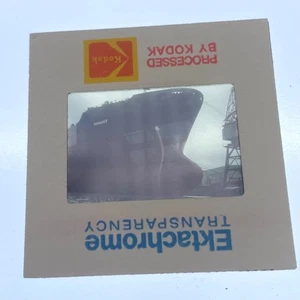 Ektachrome
TRANSPARENCY
PROCESSED
BY KODAK
Kodak